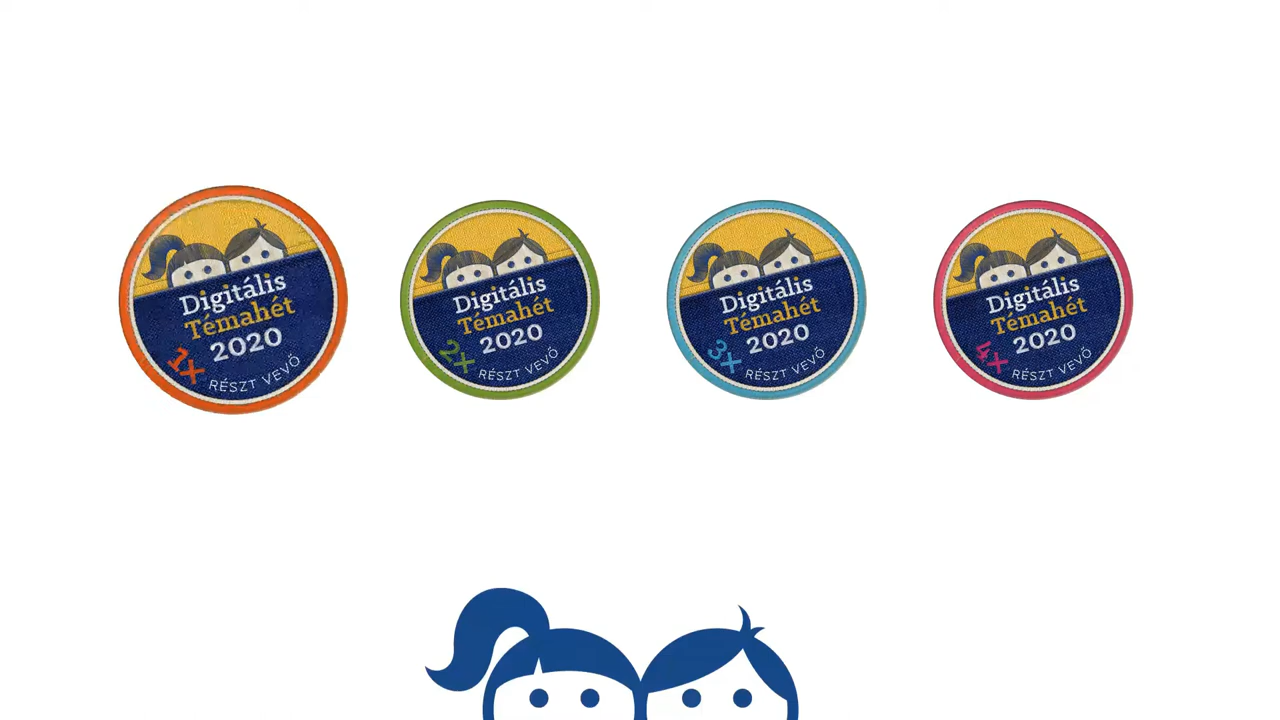 Digitális
Témahét
2020
1X RÉSZT VEVŐ
Digitális
Témahét
2020
2X RÉSZT VEVŐ
Digitális
Témahét
2020
3X RÉSZT VEVŐ
Digitális
Témahét
2020
4X RÉSZT VEVŐ